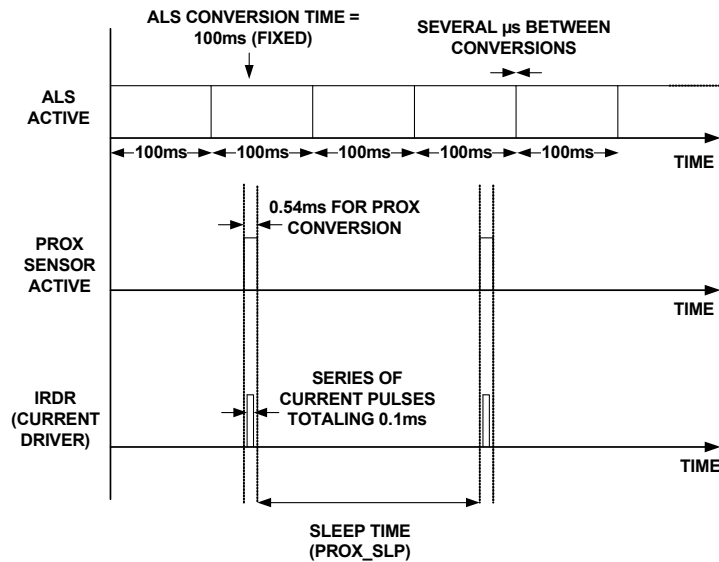 ALS CONVERSION TIME =
100ms (FIXED)
SEVERAL µs BETWEEN
CONVERSIONS
ALS
ACTIVE
100ms
100ms
100ms
100ms
100ms
TIME
0.54ms FOR PROX
CONVERSION
PROX
SENSOR
ACTIVE
TIME
SERIES OF
CURRENT PULSES
TOTALING 0.1ms
IRDR
(CURRENT
DRIVER)
TIME
SLEEP TIME
(PROX_SLP)